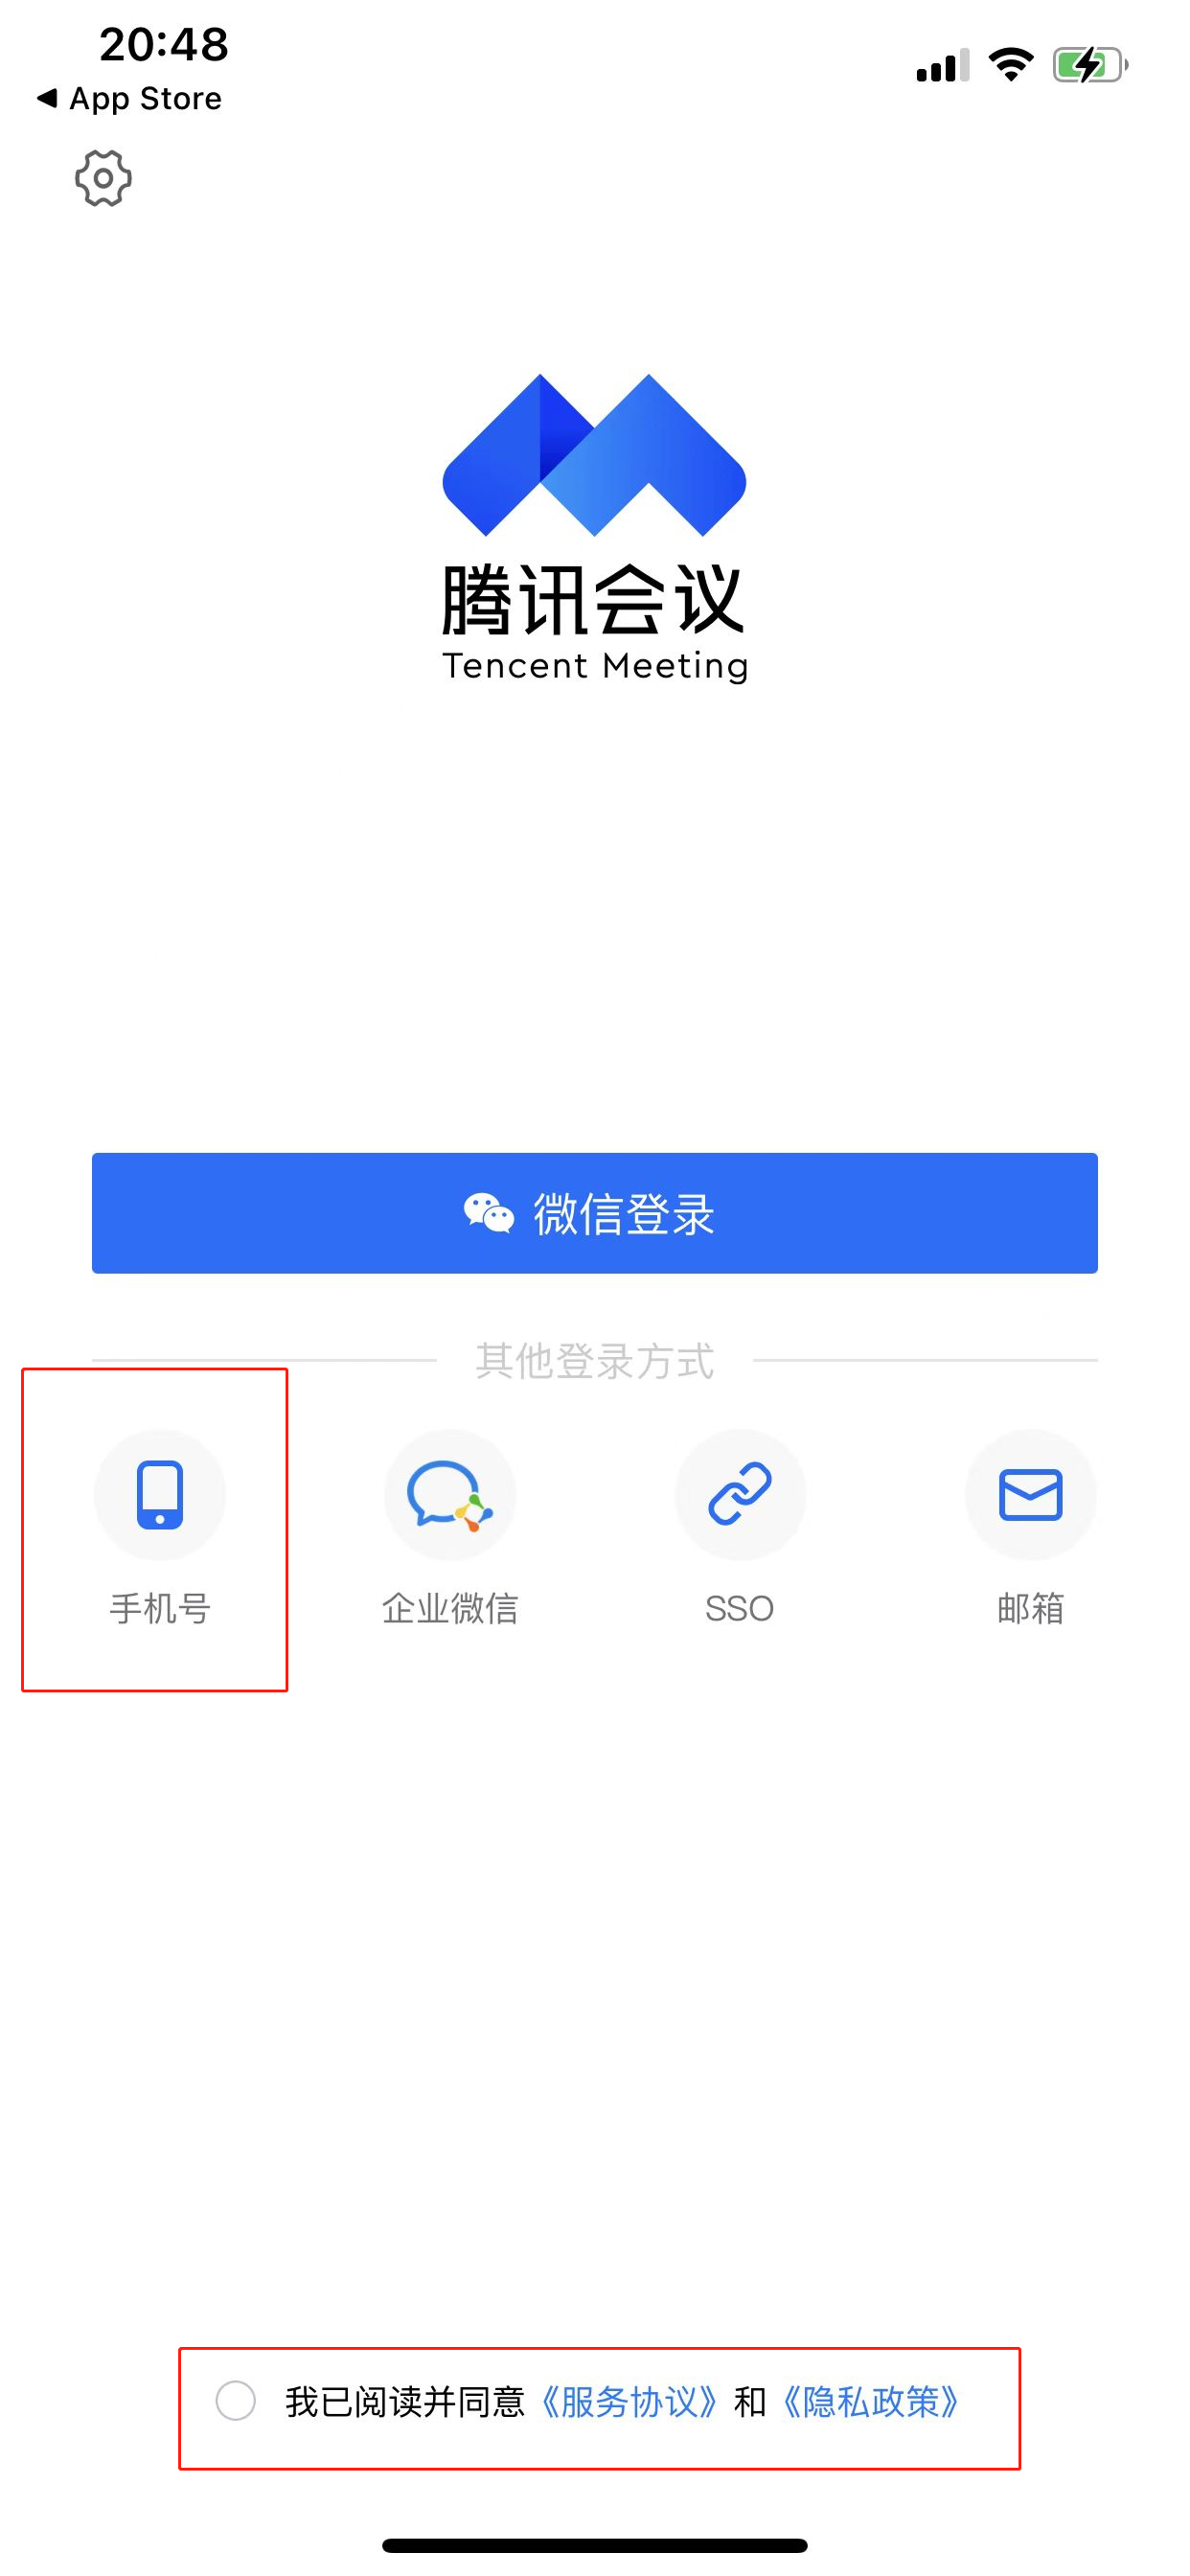 20:48
◀ App Store
腾讯会议
Tencent Meeting
微信登录
其他登录方式
手机号 企业微信 SSO 邮箱
我已阅读并同意《服务协议》和《隐私政策》